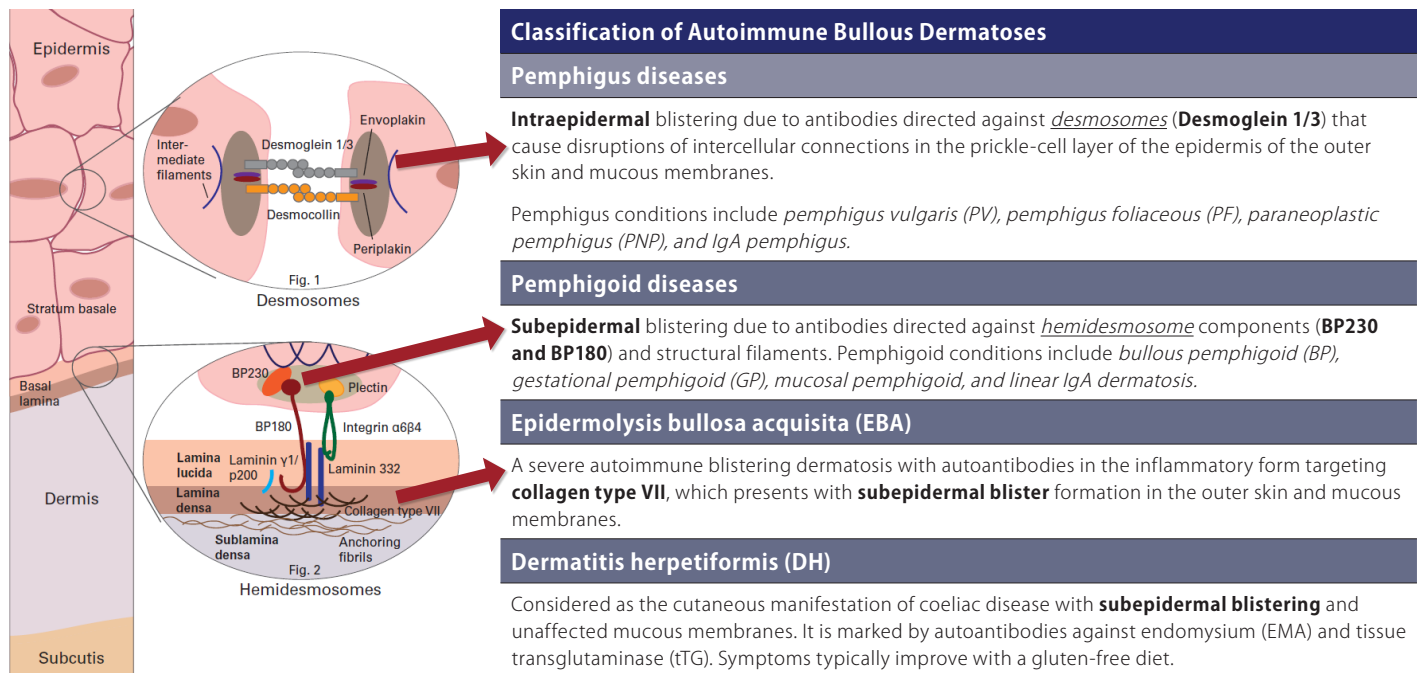 Epidermis
Stratum basale
Basal
lamina
Dermis
Subcutis
Inter-
mediate
filaments
Desmoglein 1/3
Envoplakin
Desmocollin
Periplakin
Fig. 1
Desmosomes
BP230
Plectin
BP180
Integrin α6β4
Lamina
lucida
Laminin γ1/
p200
Laminin 332
Lamina
densa
Collagen type VII
Sublamina
densa
Anchoring
fibrils
Fig. 2
Hemidesmosomes
Classification of Autoimmune Bullous Dermatoses
Pemphigus diseases
Intraepidermal blistering due to antibodies directed against desmosomes (Desmoglein 1/3) that
cause disruptions of intercellular connections in the prickle-cell layer of the epidermis of the outer
skin and mucous membranes.
Pemphigus conditions include pemphigus vulgaris (PV), pemphigus foliaceous (PF), paraneoplastic
pemphigus (PNP), and IgA pemphigus.
Pemphigoid diseases
Subepidermal blistering due to antibodies directed against hemidesmosome components (BP230
and BP180) and structural filaments. Pemphigoid conditions include bullous pemphigoid (BP),
gestational pemphigoid (GP), mucosal pemphigoid, and linear IgA dermatosis.
Epidermolysis bullosa acquisita (EBA)
A severe autoimmune blistering dermatosis with autoantibodies in the inflammatory form targeting
collagen type VII, which presents with subepidermal blister formation in the outer skin and mucous
membranes.
Dermatitis herpetiformis (DH)
Considered as the cutaneous manifestation of coeliac disease with subepidermal blistering and
unaffected mucous membranes. It is marked by autoantibodies against endomysium (EMA) and tissue
transglutaminase (tTG). Symptoms typically improve with a gluten-free diet.